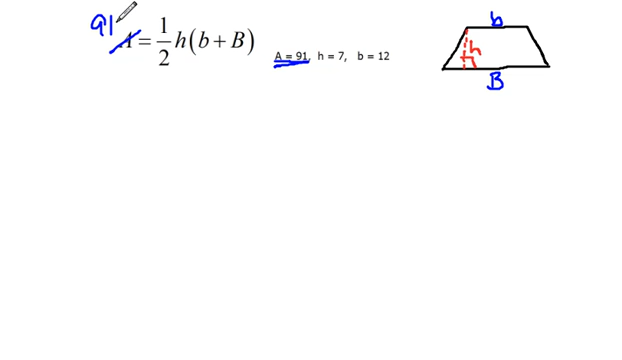 91
A = 1/2 h(b + B)
A = 91, h = 7, b = 12
b
h
B